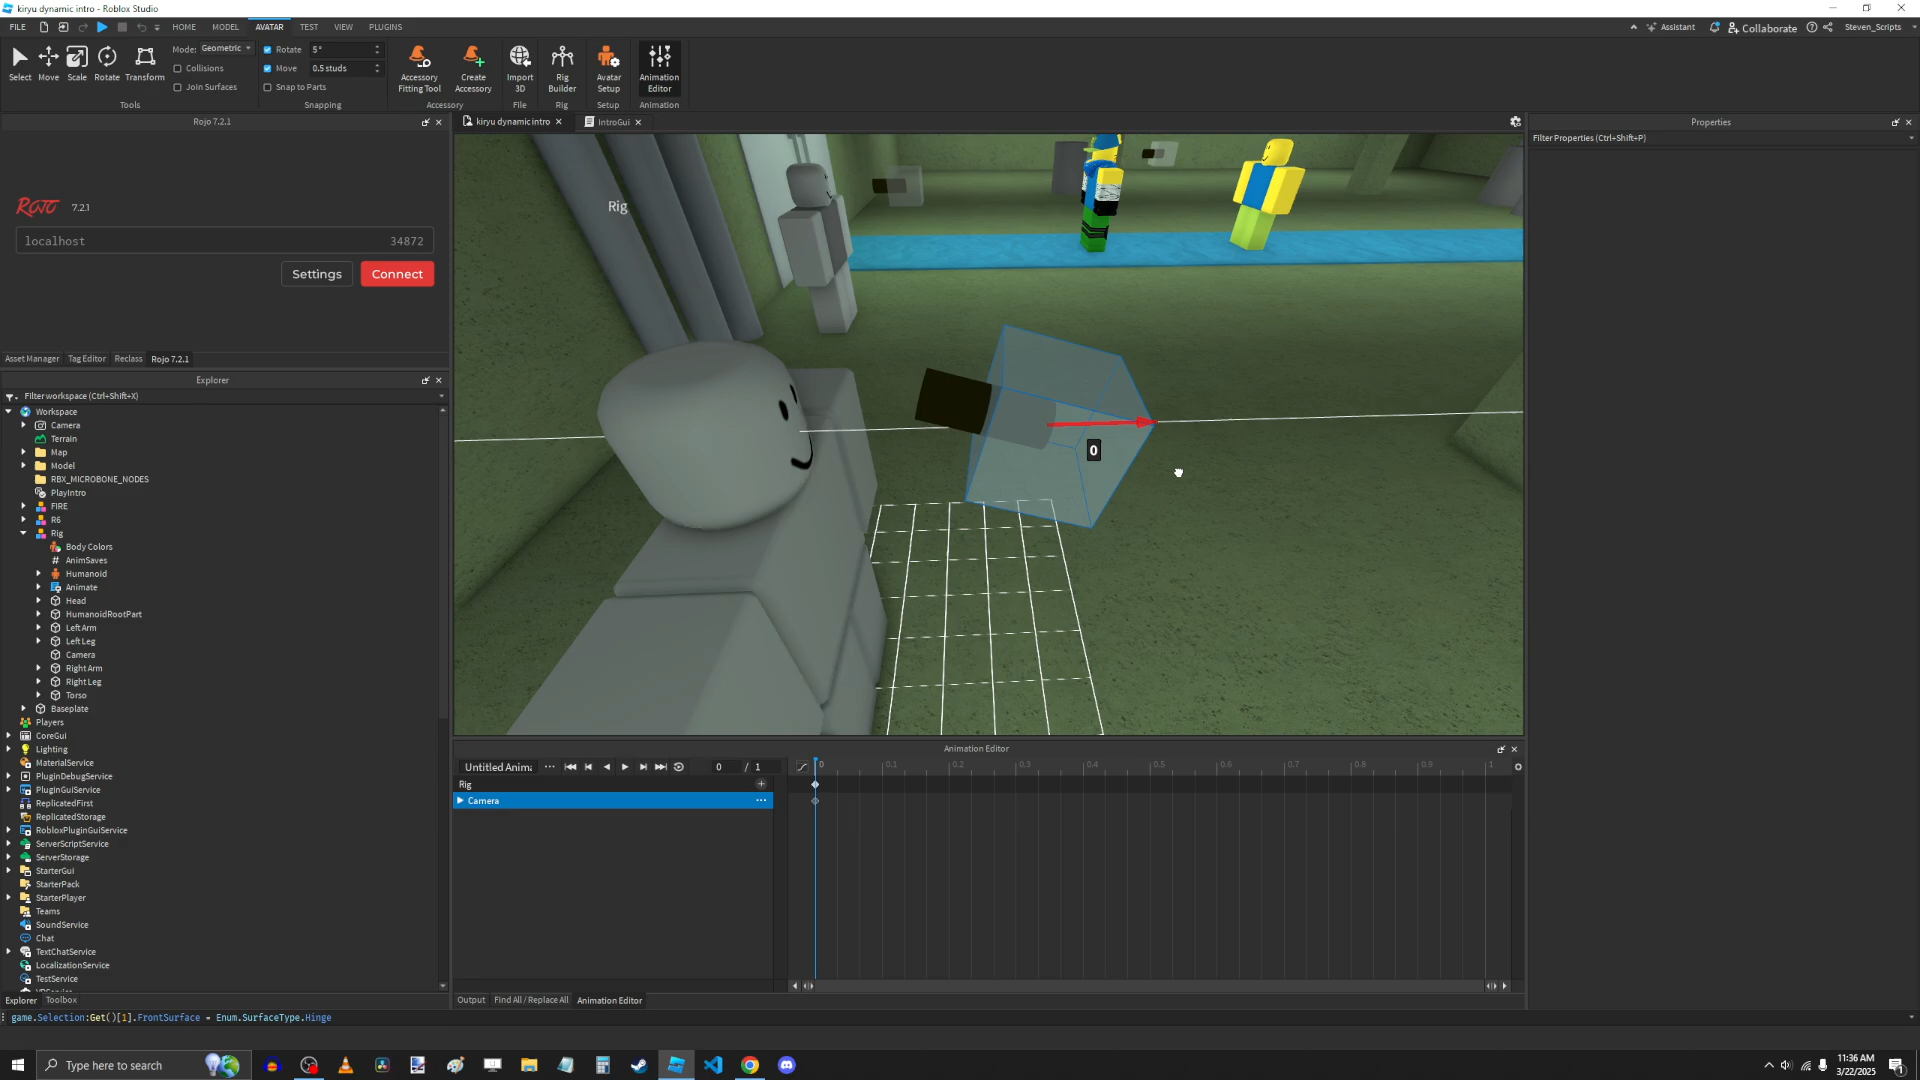 kiryu dynamic intro - Roblox Studio
FILE
HOME
MODEL
AVATAR
TEST
VIEW
PLUGINS
Assistant
Collaborate
Steven_Scripts
Select
Move
Scale
Rotate
Transform
Mode: Geometric
Collisions
Join Surfaces
Tools
Rotate 5 °
Move 0.5 studs
Snap to Parts
Snapping
Accessory Fitting Tool
Create Accessory
Accessory
Import 3D
File
Rig Builder
Rig
Avatar Setup
Setup
Animation Editor
Animation
Rojo 7.2.1
ROJO 7.2.1
localhost 34872
Settings
Connect
Asset Manager
Tag Editor
Reclass
Rojo 7.2.1
Explorer
Filter workspace (Ctrl+Shift+X)
Workspace
Camera
Terrain
Map
Model
RBX_MICROBONE_NODES
PlayIntro
FIRE
R6
Rig
Body Colors
AnimSaves
Humanoid
Animate
Head
HumanoidRootPart
Left Arm
Left Leg
Camera
Right Arm
Right Leg
Torso
Baseplate
Players
CoreGui
Lighting
MaterialService
PluginDebugService
PluginGuiService
ReplicatedFirst
ReplicatedStorage
RobloxPluginGuiService
ServerScriptService
ServerStorage
StarterGui
StarterPack
StarterPlayer
Teams
SoundService
Chat
TextChatService
LocalizationService
TestService
Explorer
Toolbox
kiryu dynamic intro
IntroGui
Rig
0
Properties
Filter Properties (Ctrl+Shift+P)
Animation Editor
Untitled Anima
0 / 1
0 0.1 0.2 0.3 0.4 0.5 0.6 0.7 0.8 0.9 1
Rig
Camera
Output
Find All / Replace All
Animation Editor
game.Selection:Get()[1].FrontSurface = Enum.SurfaceType.Hinge
Type here to search
11:36 AM
3/22/2025
1